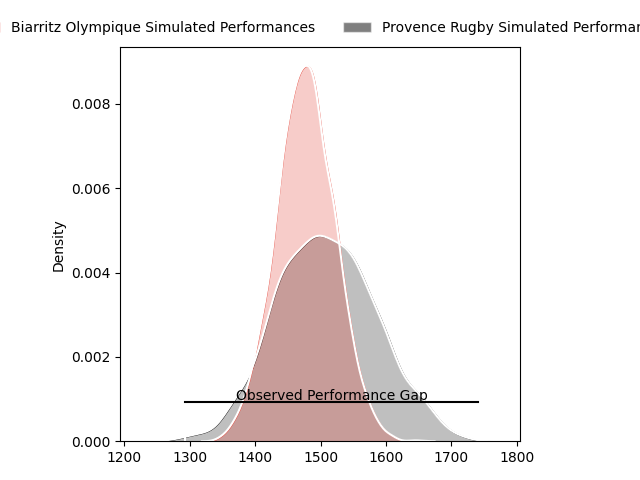 Biarritz Olympique Simulated Performances
Provence Rugby Simulated
Density
0.008
0.006
0.004
0.002
0.000
Observed Performance Gap
1200 1300 1400 1500 1600 1700 1800